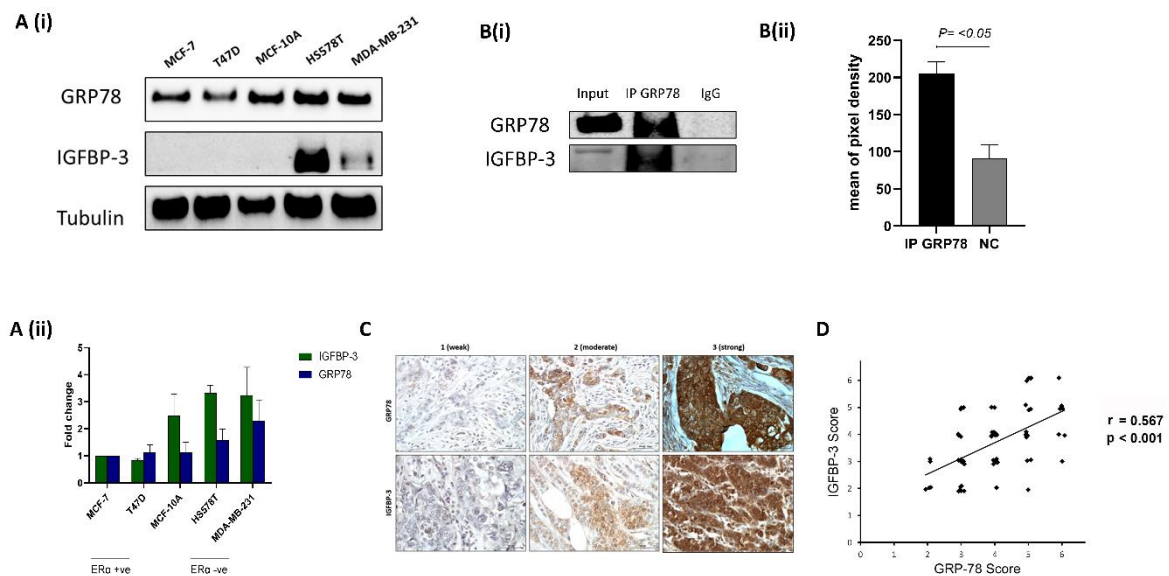 A (i)
MCF-7
T47D
MCF-10A
HS578T
MDA-MB-231
GRP78
IGFBP-3
Tubulin
B(i)
Input IP GRP78 IgG
GRP78
IGFBP-3
B(ii)
P= <0.05
mean of pixel density
250
200
150
100
50
0
IP GRP78 NC
A (ii)
Fold change
5
4
3
2
1
0
IGFBP-3
GRP78
MCF-7
T47D
MCF-10A
HS578T
MDA-MB-231
ERα +ve ERα -ve
C
1 (weak) 2 (moderate) 3 (strong)
GRP78
IGFBP-3
D
IGFBP-3 Score
6
5
4
3
2
1
0
0 1 2 3 4 5 6
GRP-78 Score
r = 0.567
p < 0.001